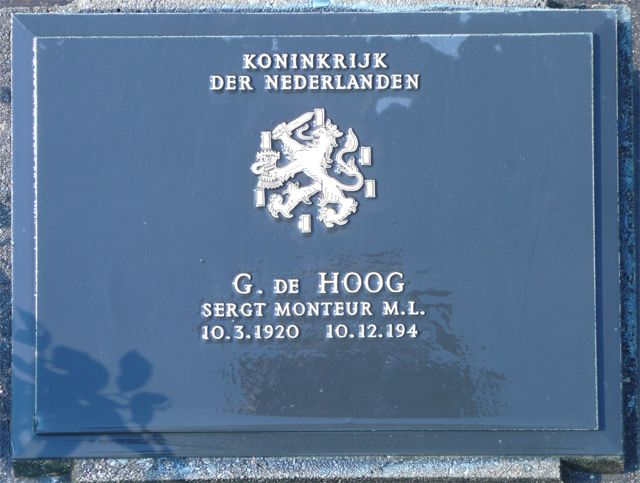 KONINKRIJK
DER NEDERLANDEN
G. DE HOOG
SERGT MONTEUR M.L.
10.3.1920 10.12.194